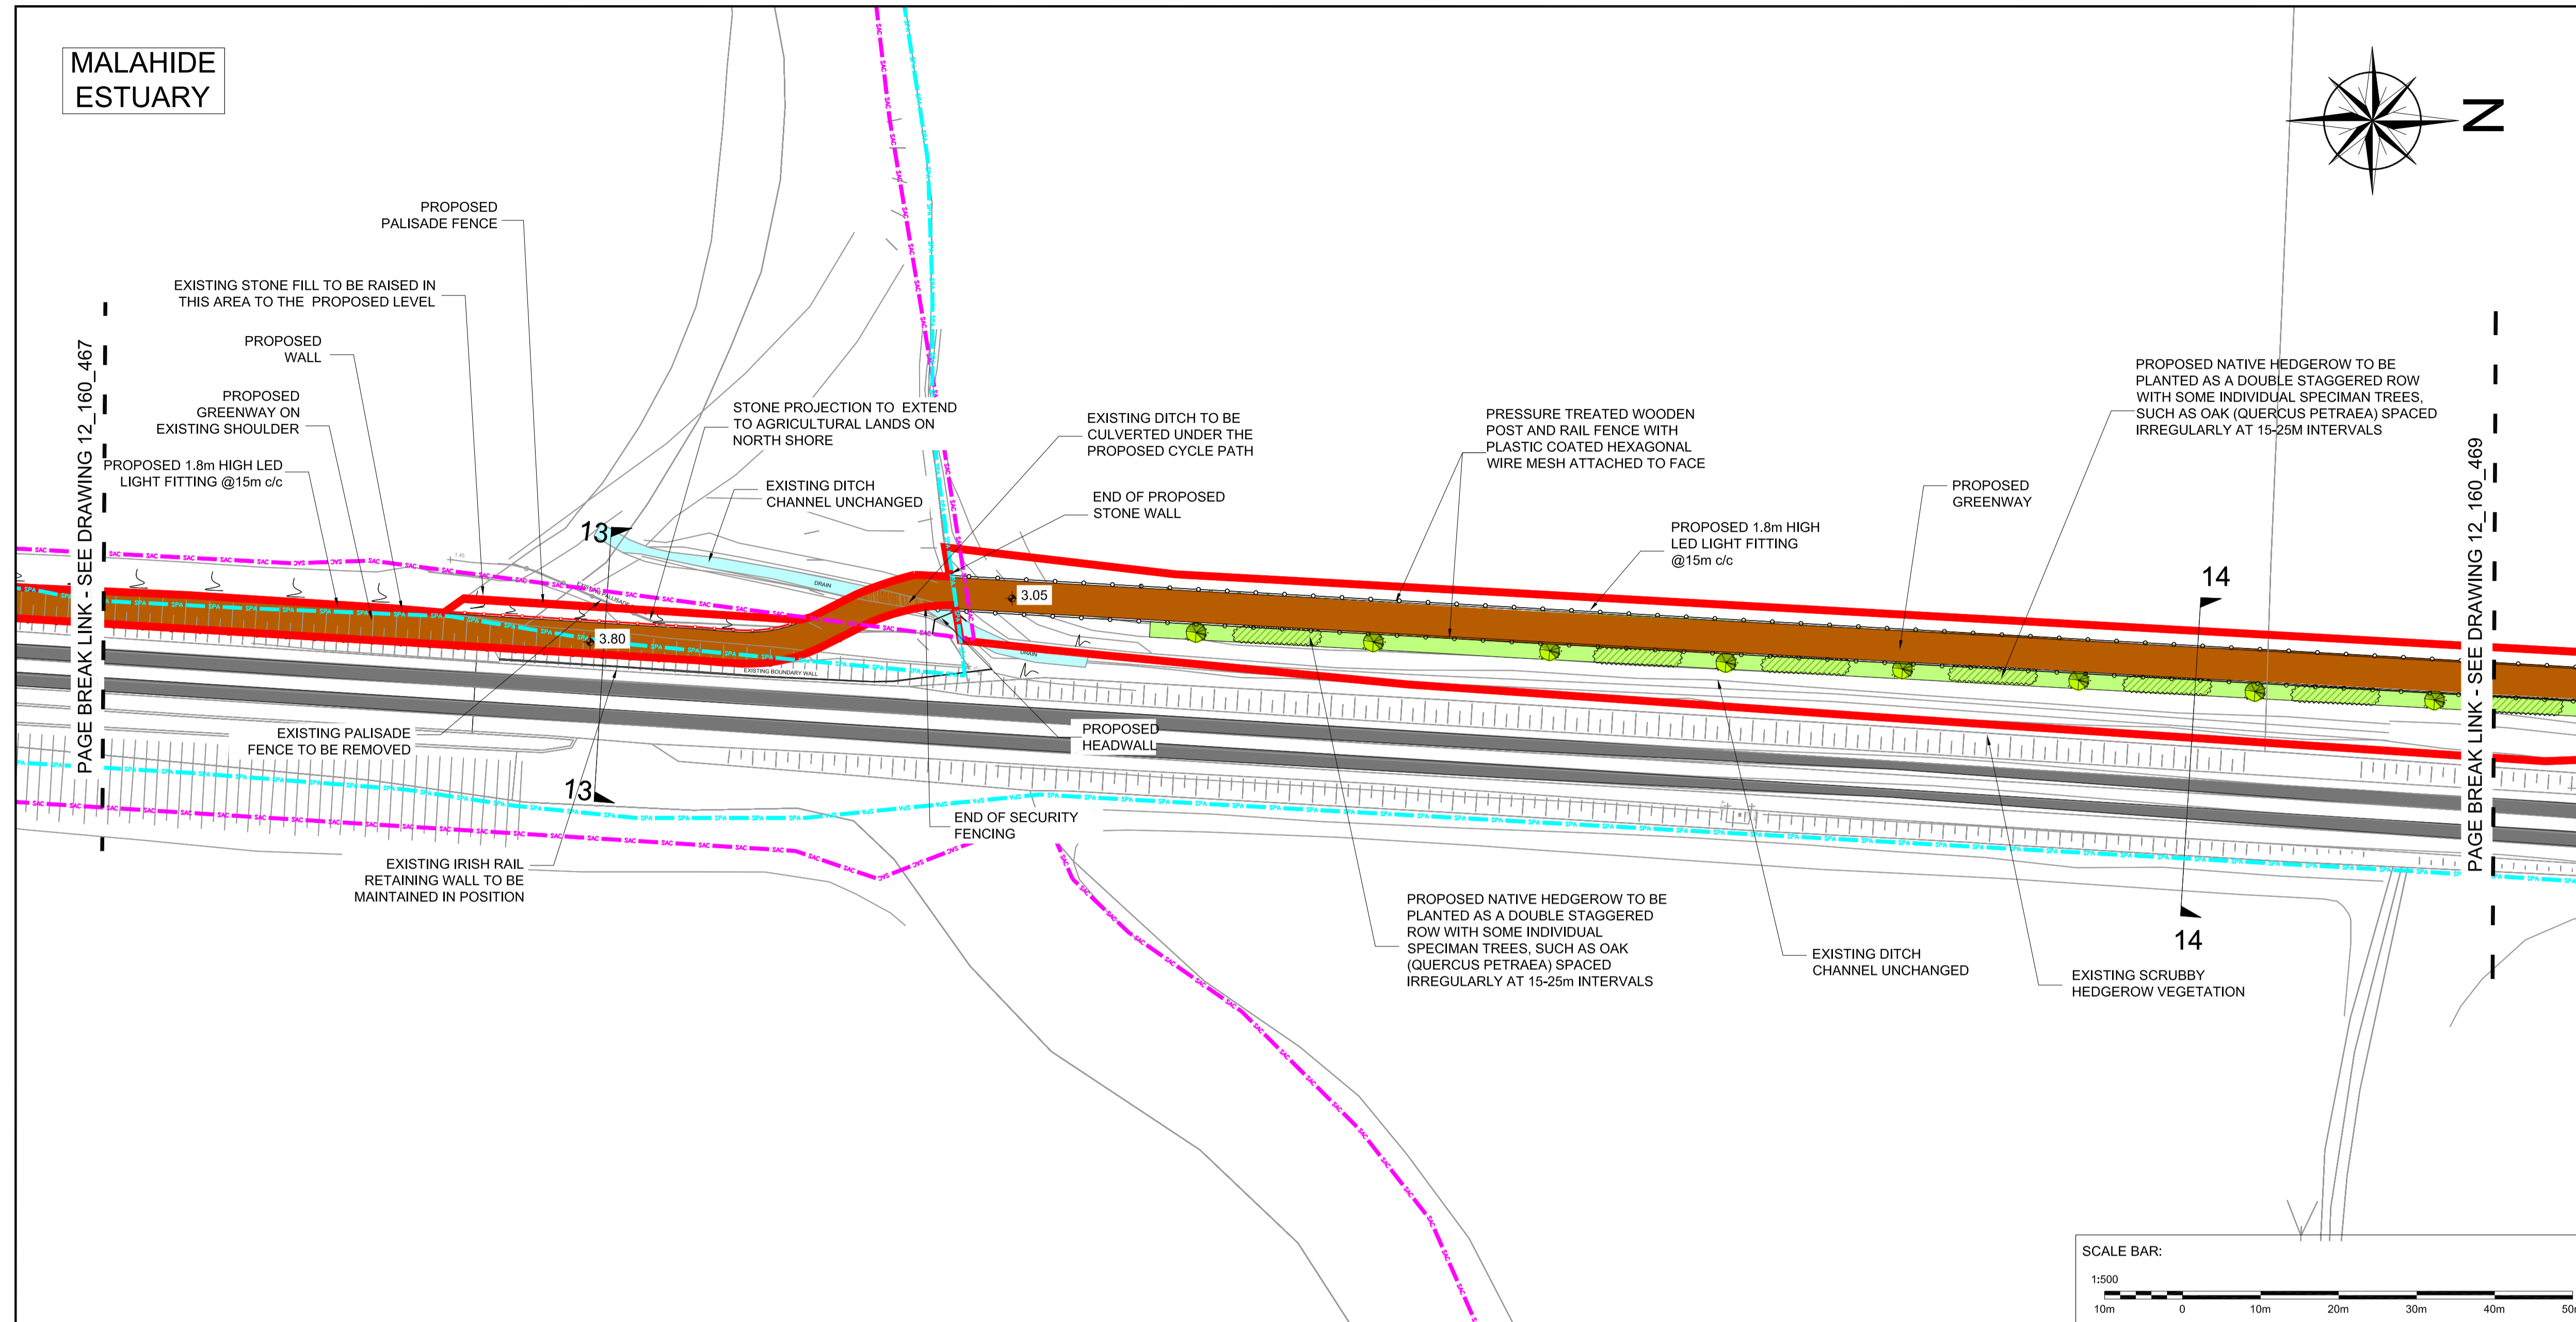 MALAHIDE
ESTUARY
N
PROPOSED
PALISADE FENCE
EXISTING STONE FILL TO BE RAISED IN
THIS AREA TO THE PROPOSED LEVEL
PROPOSED
WALL
PROPOSED
GREENWAY ON
EXISTING SHOULDER
PROPOSED 1.8m HIGH LED
LIGHT FITTING @15m c/c
PAGE BREAK LINK - SEE DRAWING 12_160_467
STONE PROJECTION TO EXTEND
TO AGRICULTURAL LANDS ON
NORTH SHORE
EXISTING DITCH
CHANNEL UNCHANGED
EXISTING DITCH TO BE
CULVERTED UNDER THE
PROPOSED CYCLE PATH
END OF PROPOSED
STONE WALL
PRESSURE TREATED WOODEN
POST AND RAIL FENCE WITH
PLASTIC COATED HEXAGONAL
WIRE MESH ATTACHED TO FACE
PROPOSED 1.8m HIGH
LED LIGHT FITTING
@15m c/c
PROPOSED
GREENWAY
PROPOSED NATIVE HEDGEROW TO BE
PLANTED AS A DOUBLE STAGGERED ROW
WITH SOME INDIVIDUAL SPECIMAN TREES,
SUCH AS OAK (QUERCUS PETRAEA) SPACED
IRREGULARLY AT 15-25M INTERVALS
PAGE BREAK LINK - SEE DRAWING 12_160_469
13
14
SAC
SPA
DRAIN
3.05
3.80
DRAIN
EXISTING BOUNDARY WALL
EXISTING PALISADE
FENCE TO BE REMOVED
PROPOSED
HEADWALL
13
END OF SECURITY
FENCING
EXISTING IRISH RAIL
RETAINING WALL TO BE
MAINTAINED IN POSITION
PROPOSED NATIVE HEDGEROW TO BE
PLANTED AS A DOUBLE STAGGERED
ROW WITH SOME INDIVIDUAL
SPECIMAN TREES, SUCH AS OAK
(QUERCUS PETRAEA) SPACED
IRREGULARLY AT 15-25m INTERVALS
EXISTING DITCH
CHANNEL UNCHANGED
14
EXISTING SCRUBBY
HEDGEROW VEGETATION
SCALE BAR:
1:500
10m 0 10m 20m 30m 40m